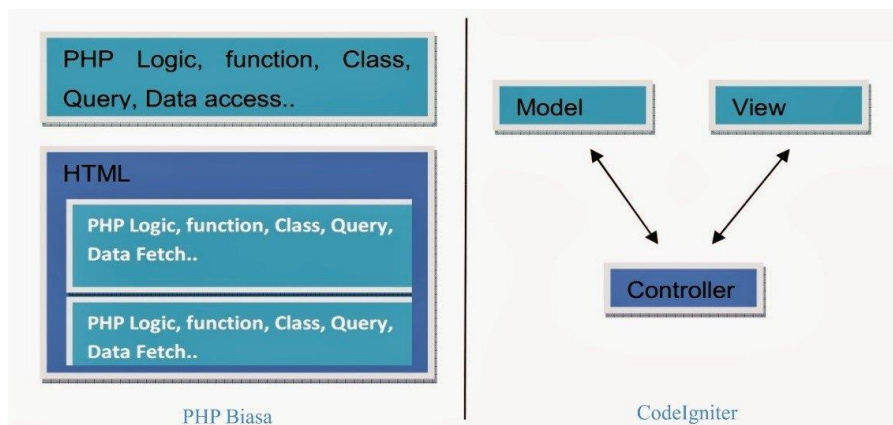 PHP Logic, function, Class,
Query, Data access..
HTML
PHP Logic, function, Class, Query,
Data Fetch..
PHP Logic, function, Class, Query,
Data Fetch..
PHP Biasa
Model
View
Controller
CodeIgniter